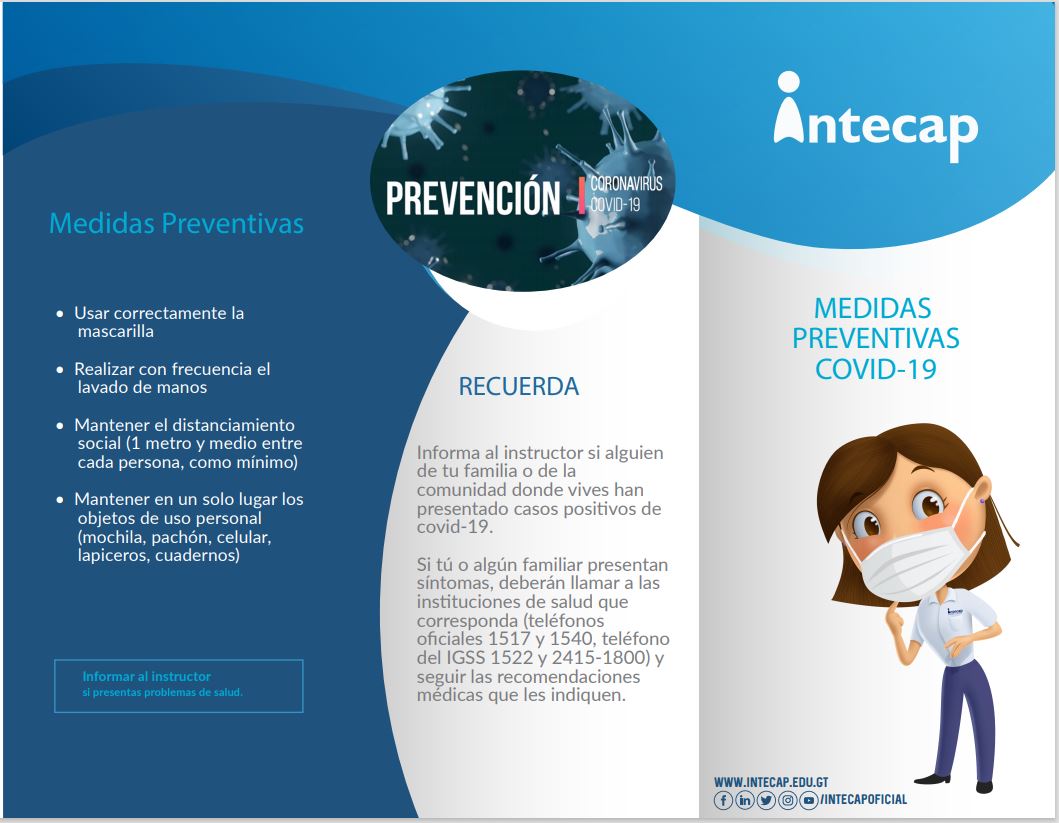 Medidas Preventivas
• Usar correctamente la
mascarilla
• Realizar con frecuencia el
lavado de manos
• Mantener el distanciamiento
social (1 metro y medio entre
cada persona, como mínimo)
• Mantener en un solo lugar los
objetos de uso personal
(mochila, pachón, celular,
lapiceros, cuadernos)
Informar al instructor
si presentas problemas de salud.
PREVENCIÓN
CORONAVIRUS
COVID-19
RECUERDA
Informa al instructor si alguien
de tu familia o de la
comunidad donde vives han
presentado casos positivos de
covid-19.
Si tú o algún familiar presentan
síntomas, deberán llamar a las
instituciones de salud que
corresponda (teléfonos
oficiales 1517 y 1540, teléfono
del IGSS 1522 y 2415-1800) y
seguir las recomendaciones
médicas que les indiquen.
intecap
MEDIDAS
PREVENTIVAS
COVID-19
intecap
WWW.INTECAP.EDU.GT
/INTECAPOFICIAL